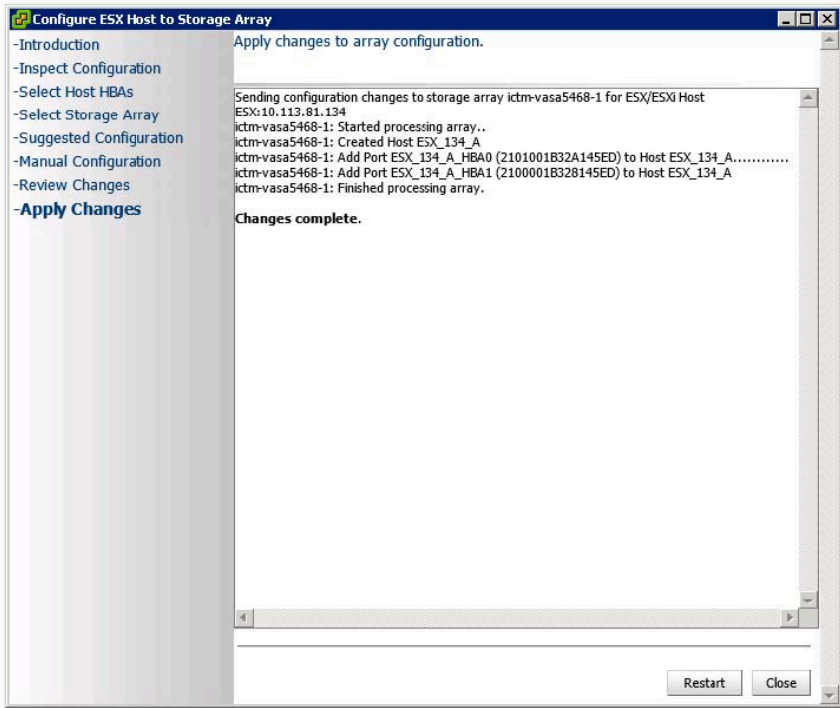 Configure ESX Host to Storage Array
-Introduction
-Inspect Configuration
-Select Host HBAs
-Select Storage Array
-Suggested Configuration
-Manual Configuration
-Review Changes
-Apply Changes
Apply changes to array configuration.
Sending configuration changes to storage array ictm-vasa5468-1 for ESX/ESXi Host
ESX:10.113.81.134
ictm-vasa5468-1: Started processing array..
ictm-vasa5468-1: Created Host ESX_134_A
ictm-vasa5468-1: Add Port ESX_134_A_HBA0 (2101001B32A145ED) to Host ESX_134_A............
ictm-vasa5468-1: Add Port ESX_134_A_HBA1 (2100001B328145ED) to Host ESX_134_A
ictm-vasa5468-1: Finished processing array.
Changes complete.
Restart
Close